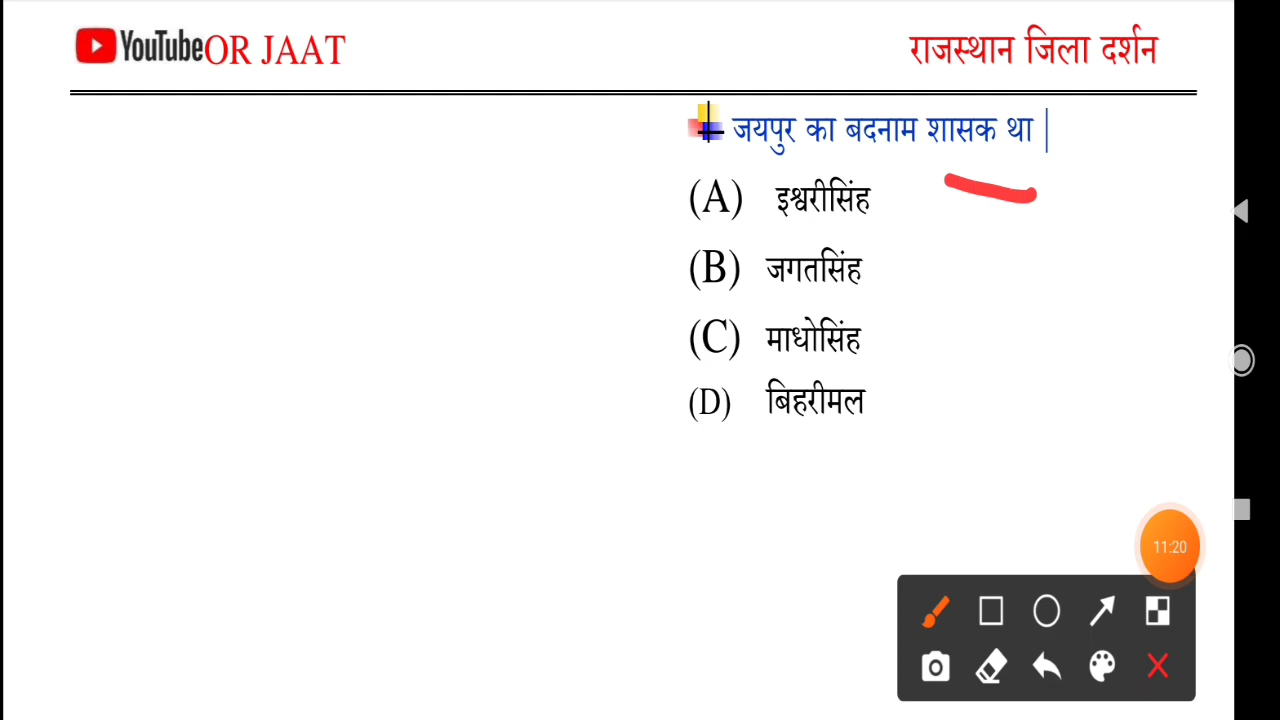 YouTube OR JAAT
राजस्थान जिला दर्शन
जयपुर का बदनाम शासक था |
(A) इश्वरीसिंह
(B) जगतसिंह
(C) माधोसिंह
(D) बिहरीमल
11:20